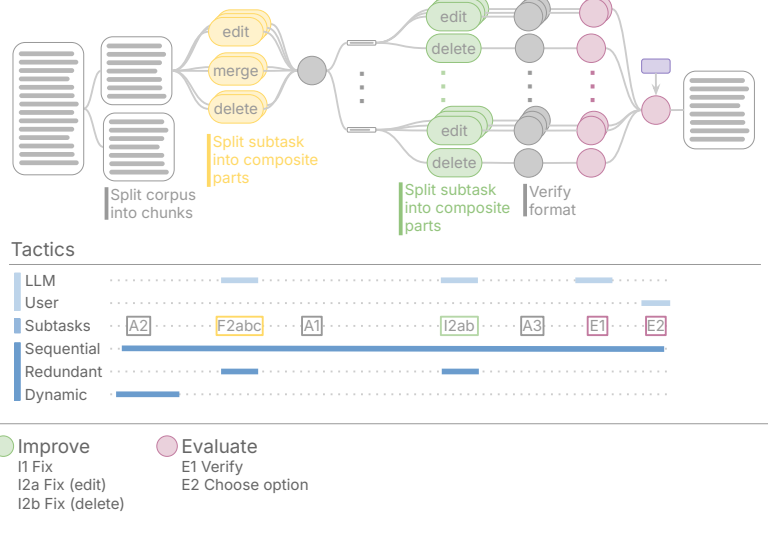 edit
merge
delete
edit
delete
edit
delete
Split subtask
into composite
parts
Split corpus
into chunks
Split subtask
into composite
parts
Verify
format
Tactics
LLM
User
Subtasks A2 F2abc A1 I2ab A3 E1 E2
Sequential
Redundant
Dynamic
Improve
I1 Fix
I2a Fix (edit)
I2b Fix (delete)
Evaluate
E1 Verify
E2 Choose option